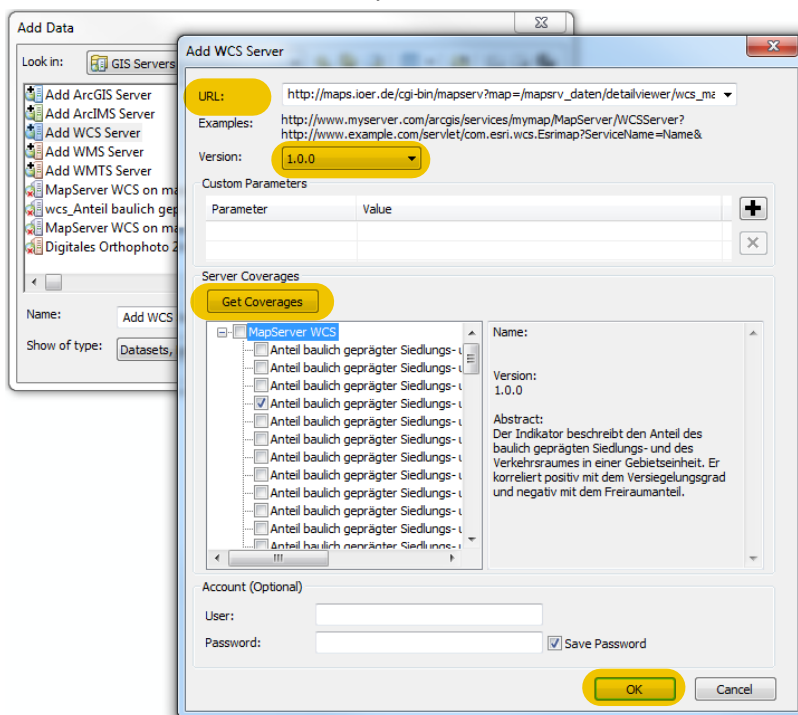 Add Data
Look in:
GIS Servers
Add ArcGIS Server
Add ArcIMS Server
Add WCS Server
Add WMS Server
Add WMTS Server
MapServer WCS on ma
wcs_Anteil baulich gep
MapServer WCS on ma
Digitales Orthophoto 2
Name:
Add WCS
Show of type:
Datasets,
Add WCS Server
URL:
http://maps.ioer.de/cgi-bin/mapserv?map=/mapsrv_daten/detailviewer/wcs_ma
Examples:
http://www.myserver.com/arcgis/services/mymap/MapServer/WCSServer?
http://www.example.com/servlet/com.esri.wcs.Esrimap?ServiceName=Name&
Version:
1.0.0
Custom Parameters
Parameter Value
Server Coverages
Get Coverages
MapServer WCS
Anteil baulich geprägter Siedlungs- u
Anteil baulich geprägter Siedlungs- u
Anteil baulich geprägter Siedlungs- u
Anteil baulich geprägter Siedlungs- u
Anteil baulich geprägter Siedlungs- u
Anteil baulich geprägter Siedlungs- u
Anteil baulich geprägter Siedlungs- u
Anteil baulich geprägter Siedlungs- u
Anteil baulich geprägter Siedlungs- u
Anteil baulich geprägter Siedlungs- u
Anteil baulich geprägter Siedlungs- u
Name:
Version:
1.0.0
Abstract:
Der Indikator beschreibt den Anteil des
baulich geprägten Siedlungs- und des
Verkehrsraumes in einer Gebietseinheit. Er
korreliert positiv mit dem Versiegelungsgrad
und negativ mit dem Freiraumanteil.
Account (Optional)
User:
Password:
Save Password
OK
Cancel